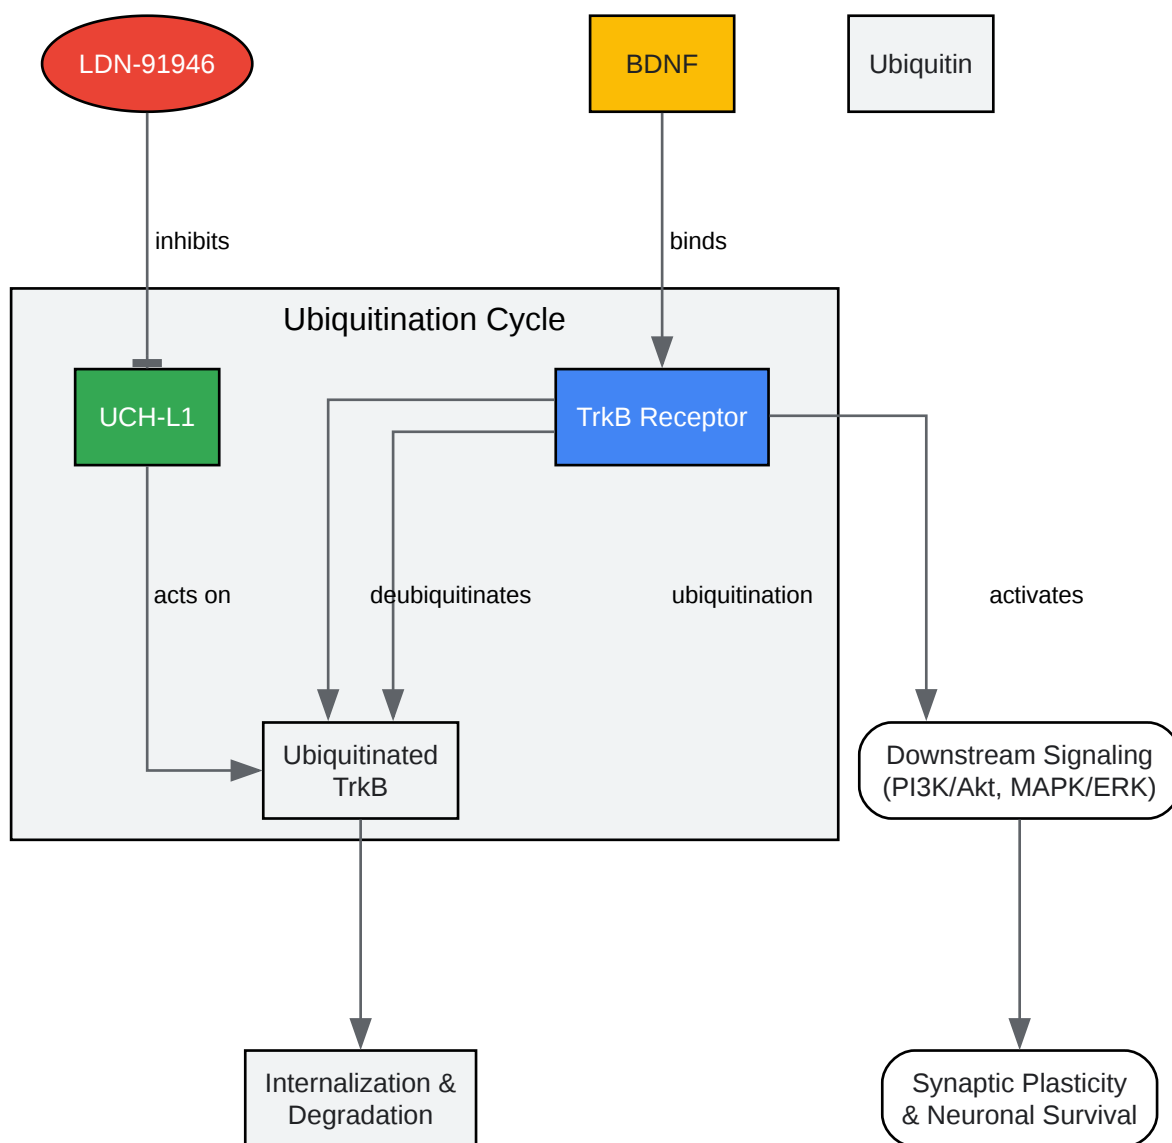 LDN-91946
BDNF
Ubiquitin
inhibits
binds
Ubiquitination Cycle
UCH-L1
TrkB Receptor
acts on
deubiquitinates
ubiquitination
activates
Ubiquitinated
TrkB
Downstream Signaling
(PI3K/Akt, MAPK/ERK)
Internalization &
Degradation
Synaptic Plasticity
& Neuronal Survival